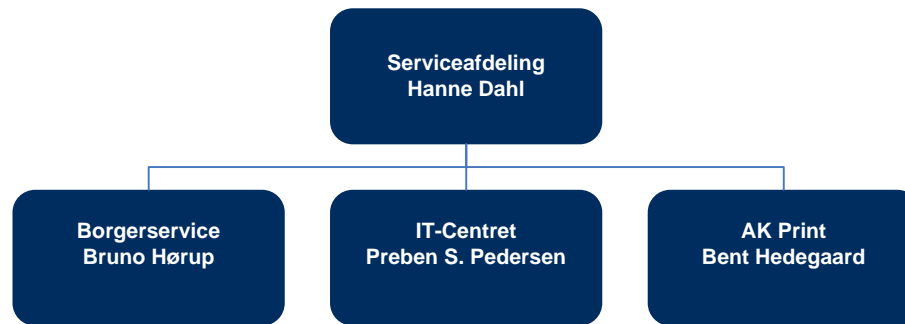 Serviceafdeling
Hanne Dahl
Borgerservice
Bruno Hørup
IT-Centret
Preben S. Pedersen
AK Print
Bent Hedegaard